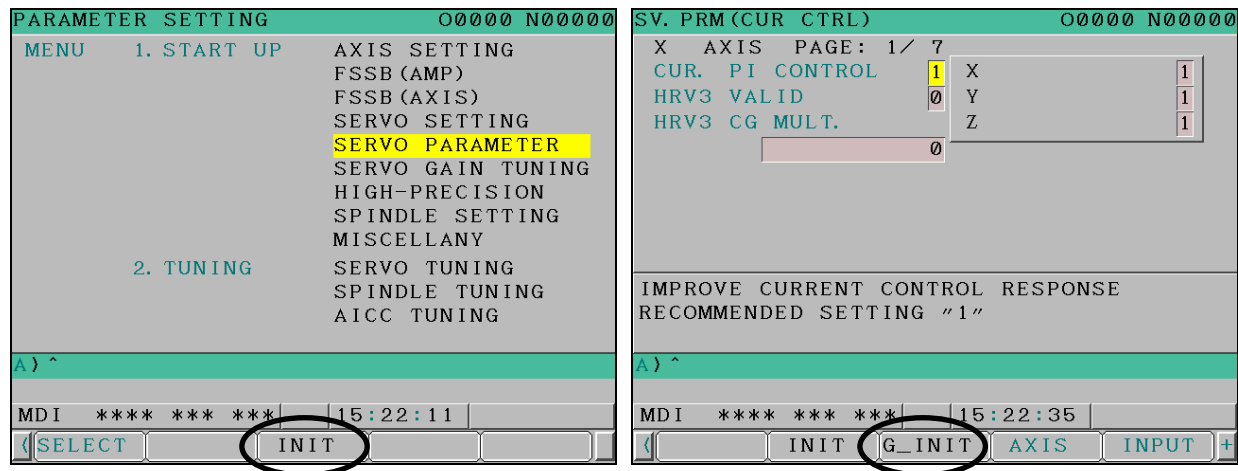 PARAMETER SETTING O0000 N00000
MENU 1. START UP AXIS SETTING
FSSB(AMP)
FSSB(AXIS)
SERVO SETTING
SERVO PARAMETER
SERVO GAIN TUNING
HIGH-PRECISION
SPINDLE SETTING
MISCELLANY
2. TUNING SERVO TUNING
SPINDLE TUNING
AICC TUNING
A) ^
MDI **** *** *** 15:22:11
( SELECT INIT
SV. PRM(CUR CTRL) O0000 N00000
X AXIS PAGE: 1/ 7
CUR. PI CONTROL 1 X 1
HRV3 VALID 0 Y 1
HRV3 CG MULT. Z 1
0
IMPROVE CURRENT CONTROL RESPONSE
RECOMMENDED SETTING "1"
A) ^
MDI **** *** *** 15:22:35
( INIT G_INIT AXIS INPUT +